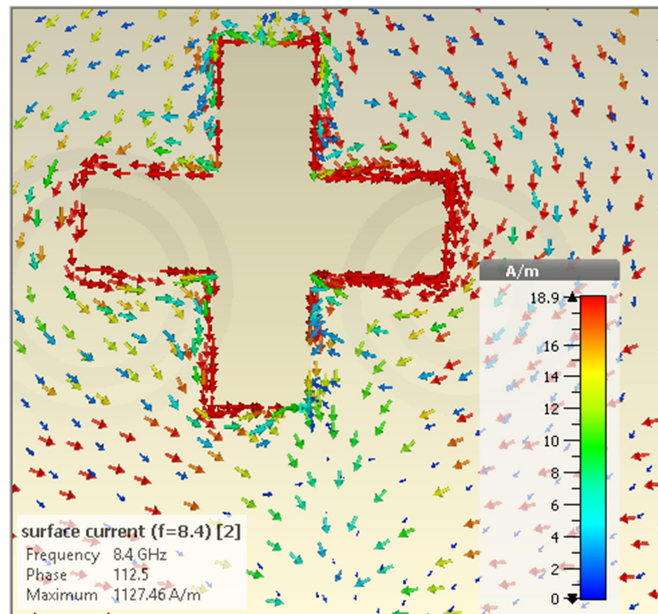 A/m
18.9
16
14
12
10
8
6
4
2
0
surface current (f=8.4) [2]
Frequency 8.4 GHz
Phase 112.5
Maximum 1127.46 A/m